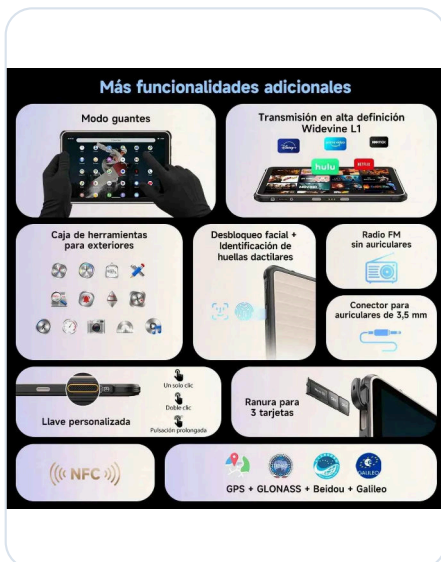 Más funcionalidades adicionales
Modo guantes
Transmisión en alta definición
Widevine L1
Disney+
hulu
Caja de herramientas
para exteriores
Desbloqueo facial +
Identificación de
huellas dactilares
Radio FM
sin auriculares
Conector para
auriculares de 3,5 mm
Un solo clic
Doble clic
Pulsación prolongada
Llave personalizada
Ranura para
3 tarjetas
NFC
GALILEO
GPS + GLONASS + Beidou + Galileo